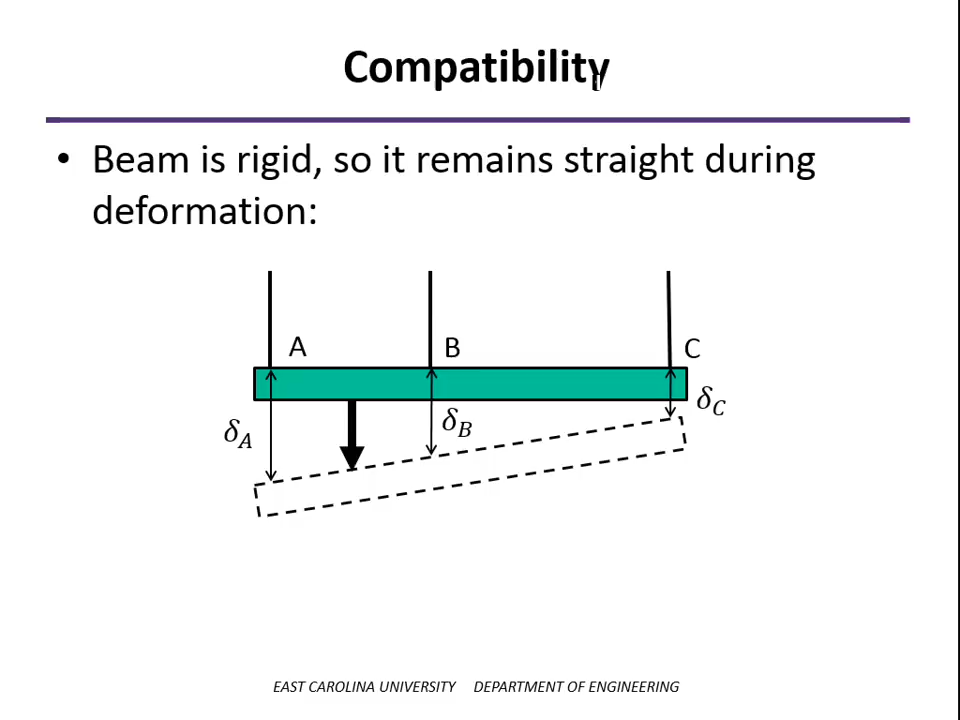 Compatibility
• Beam is rigid, so it remains straight during
deformation:
A
B
C
δA
δB
δC
EAST CAROLINA UNIVERSITY DEPARTMENT OF ENGINEERING